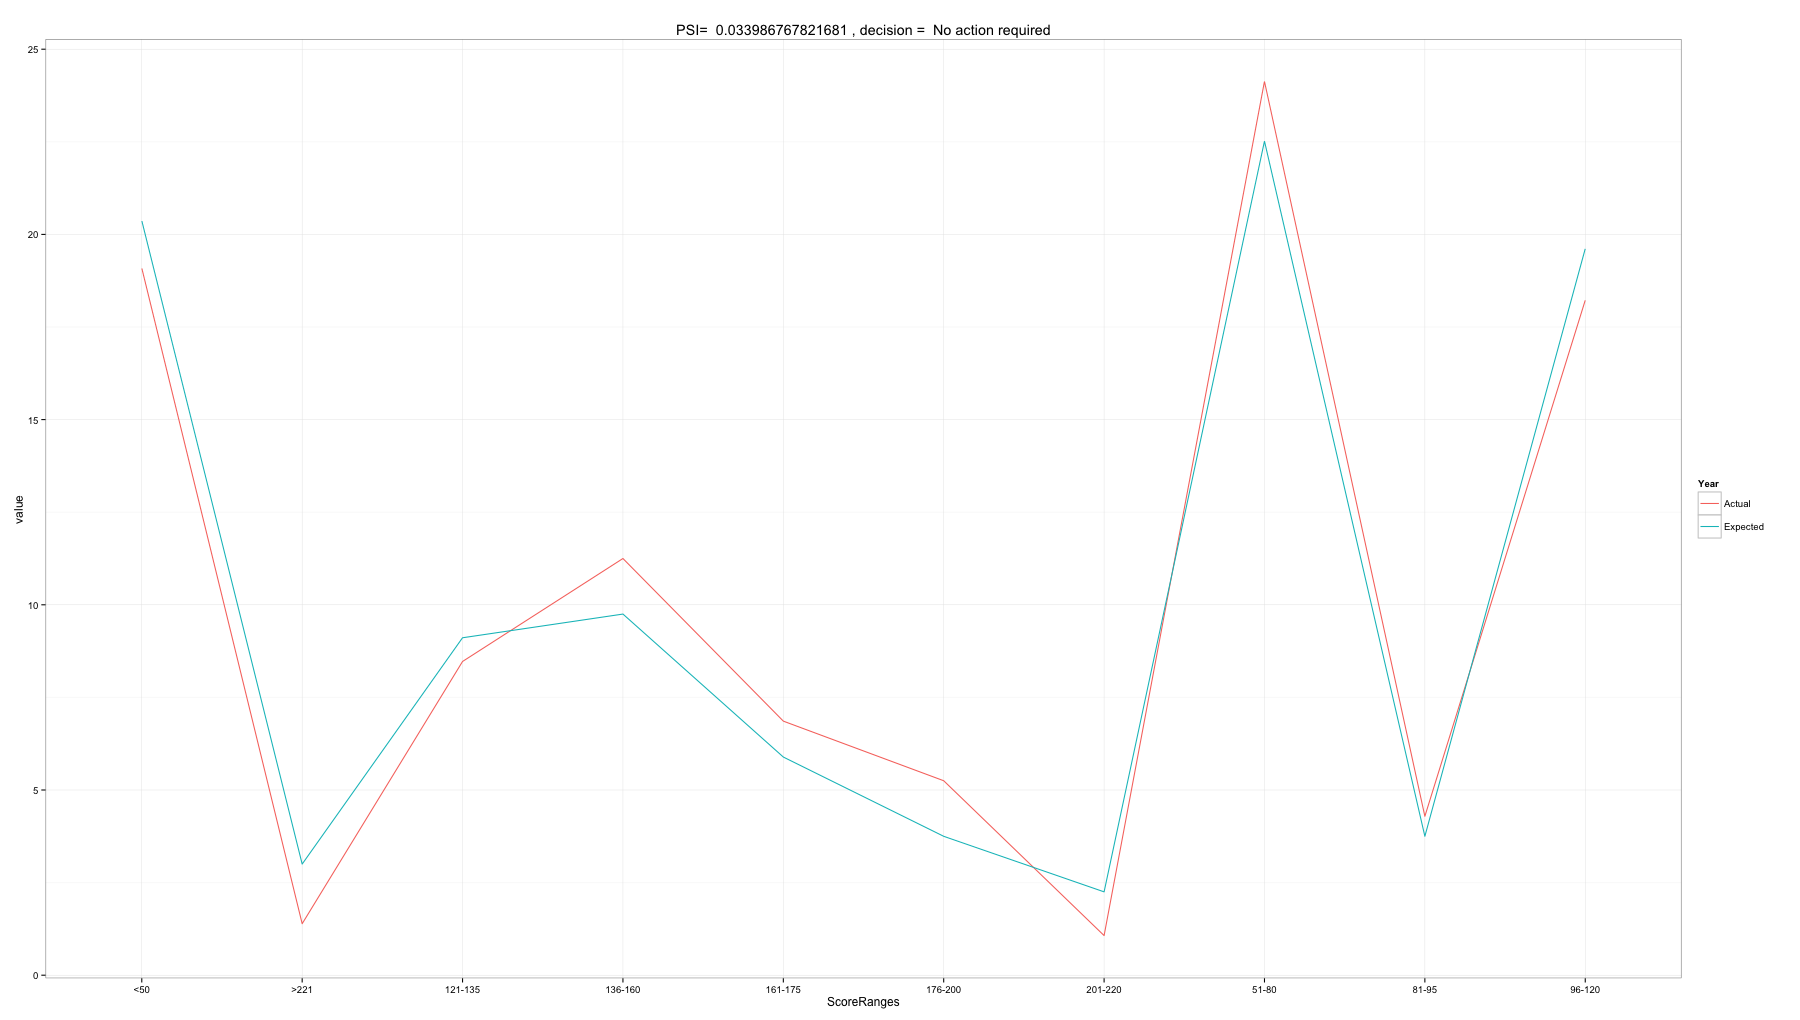 PSI=  0.033986767821681 , decision =  No action required
25
20
15
10
5
0
value
<50 >221 121-135 136-160 161-175 176-200 201-220 51-80 81-95 96-120
ScoreRanges
Year
Actual
Expected